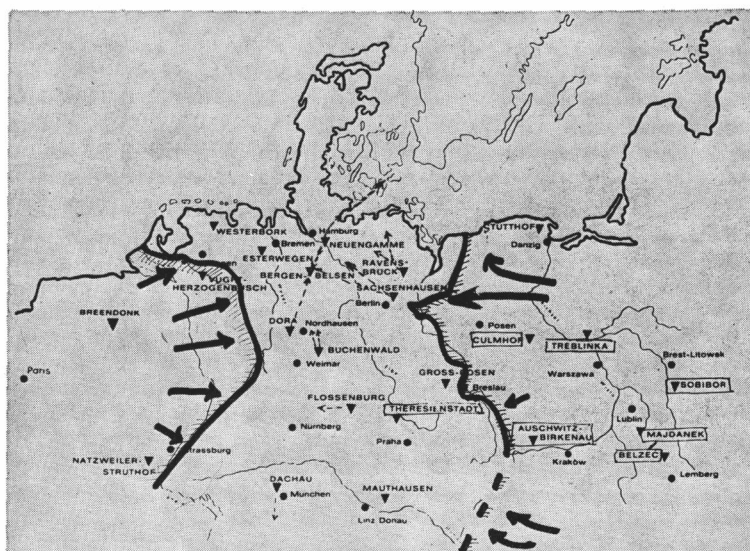 WESTERBORK
Hamburg
Bremen
NEUENGAMME
ESTERWEGEN
RAVENS-
BRÜCK
BERGEN-BELSEN
HERZOGENBUSCH
SACHSENHAUSEN
Berlin
STUTTHOF
Danzig
BREENDONK
DORA
Nordhausen
Posen
CULMHOF
TREBLINKA
BUCHENWALD
Weimar
Warszawa
Brest-Litowsk
Paris
GROSS-ROSEN
Breslau
SOBIBOR
FLOSSENBURG
THERESIENSTADT
Lublin
Nürnberg
Praha
AUSCHWITZ-
BIRKENAU
MAJDANEK
Strassburg
NATZWEILER-
STRUTHOF
Kraków
BELZEC
Lemberg
DACHAU
München
MAUTHAUSEN
Linz Donau